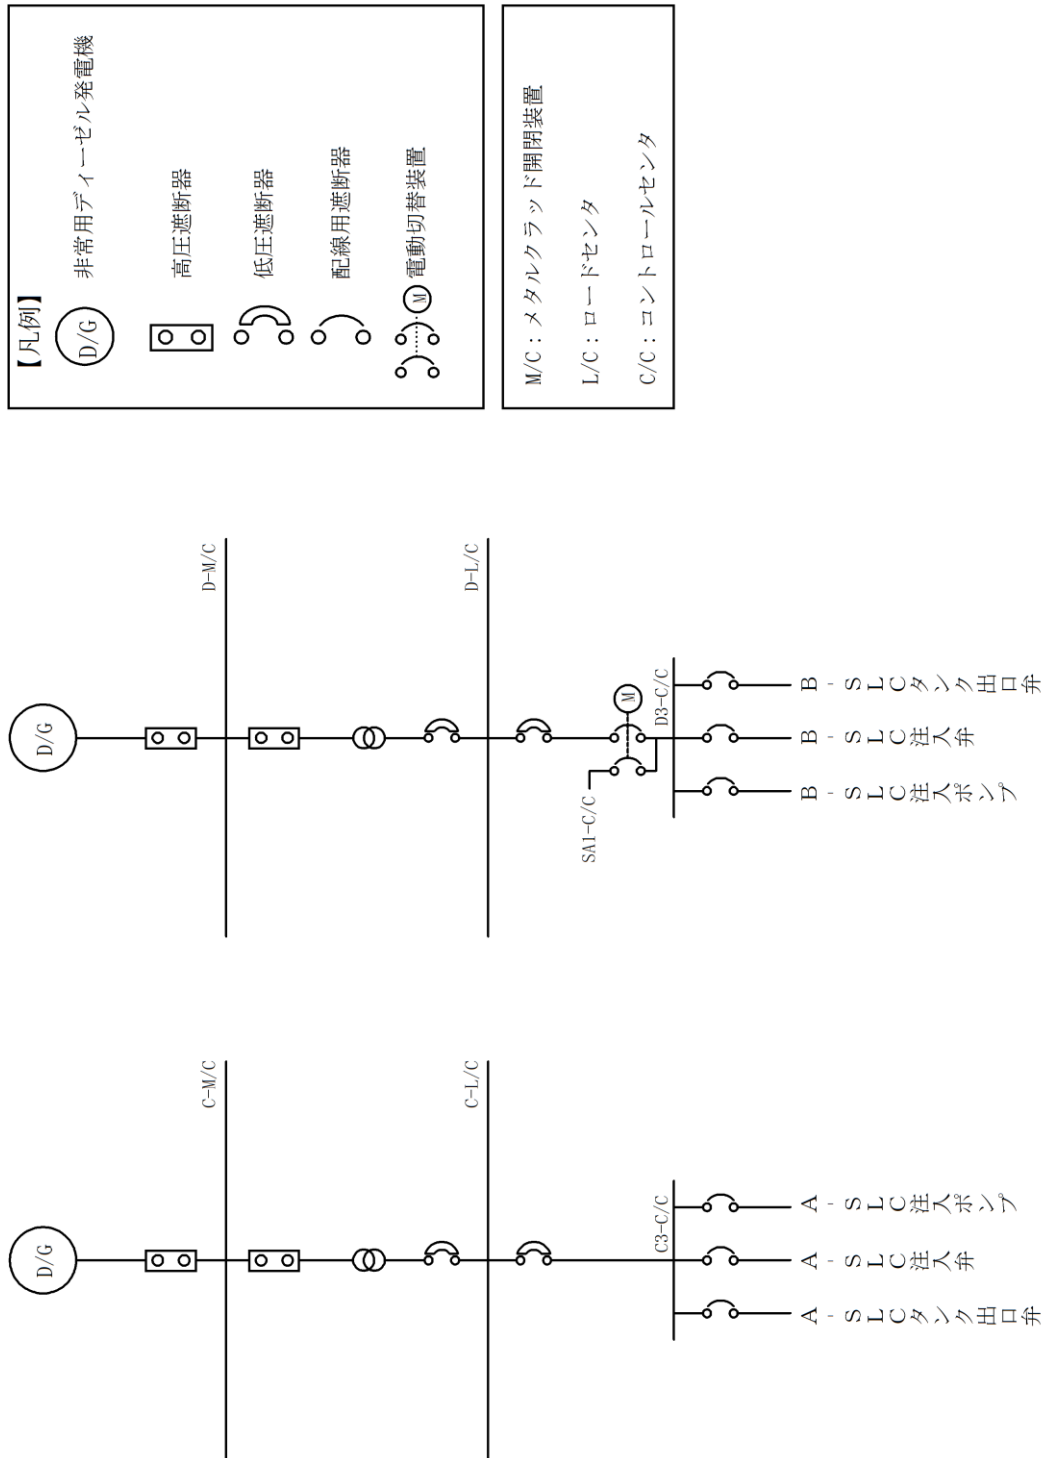 【凡例】
D/G
非常用ディーゼル発電機
高圧遮断器
低圧遮断器
配線用遮断器
M
電動切替装置
M/C：メタルクラッド開閉装置
L/C：ロードセンタ
C/C：コントロールセンタ
D/G
D-M/C
D-L/C
M
SA1-C/C
D3-C/C
B-SLC注入ポンプ
B-SLC注入弁
B-SLCタンク出口弁
D/G
C-M/C
C-L/C
C3-C/C
A-SLCタンク出口弁
A-SLC注入弁
A-SLC注入ポンプ